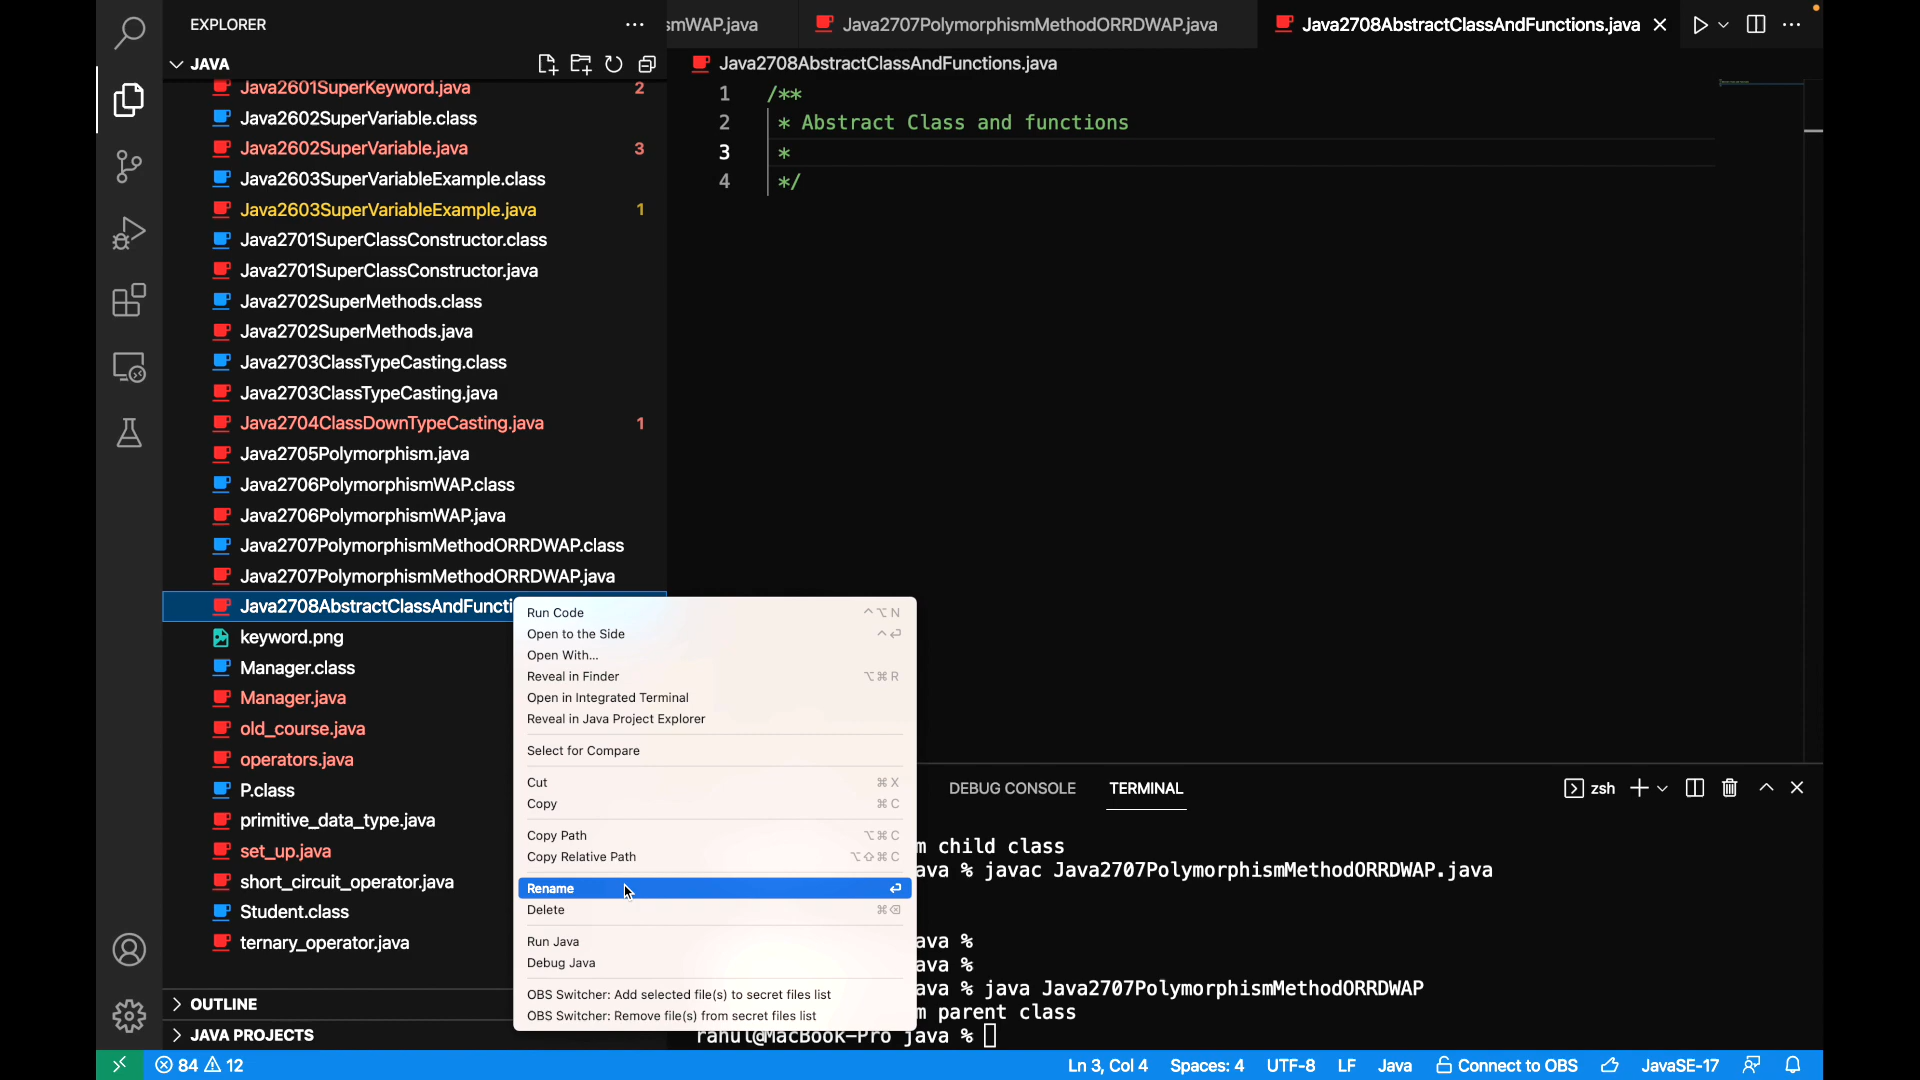 EXPLORER
JAVA
Java2601SuperKeyword.java 2
Java2602SuperVariable.class
Java2602SuperVariable.java 3
Java2603SuperVariableExample.class
Java2603SuperVariableExample.java 1
Java2701SuperClassConstructor.class
Java2701SuperClassConstructor.java
Java2702SuperMethods.class
Java2702SuperMethods.java
Java2703ClassTypeCasting.class
Java2703ClassTypeCasting.java
Java2704ClassDownTypeCasting.java 1
Java2705Polymorphism.java
Java2706PolymorphismWAP.class
Java2706PolymorphismWAP.java
Java2707PolymorphismMethodORRDWAP.class
Java2707PolymorphismMethodORRDWAP.java
Java2708AbstractClassAndFuncti
keyword.png
Manager.class
Manager.java
old_course.java
operators.java
P.class
primitive_data_type.java
set_up.java
short_circuit_operator.java
Student.class
ternary_operator.java
OUTLINE
JAVA PROJECTS
smWAP.java
Java2707PolymorphismMethodORRDWAP.java
Java2708AbstractClassAndFunctions.java
Java2708AbstractClassAndFunctions.java
1 /**
2 * Abstract Class and functions
3 *
4 */
Run Code ^⌥N
Open to the Side ^⏎
Open With...
Reveal in Finder ⌥⌘R
Open in Integrated Terminal
Reveal in Java Project Explorer
Select for Compare
Cut ⌘X
Copy ⌘C
Copy Path ⌥⌘C
Copy Relative Path ⌥⇧⌘C
Rename ⏎
Delete ⌘⌫
Run Java
Debug Java
OBS Switcher: Add selected file(s) to secret files list
OBS Switcher: Remove file(s) from secret files list
DEBUG CONSOLE
TERMINAL
zsh
m child class
ava % javac Java2707PolymorphismMethodORRDWAP.java
ava %
ava %
ava % java Java2707PolymorphismMethodORRDWAP
m parent class
rahul@MacBook-Pro java %
84 12
Ln 3, Col 4
Spaces: 4
UTF-8
LF
Java
Connect to OBS
JavaSE-17